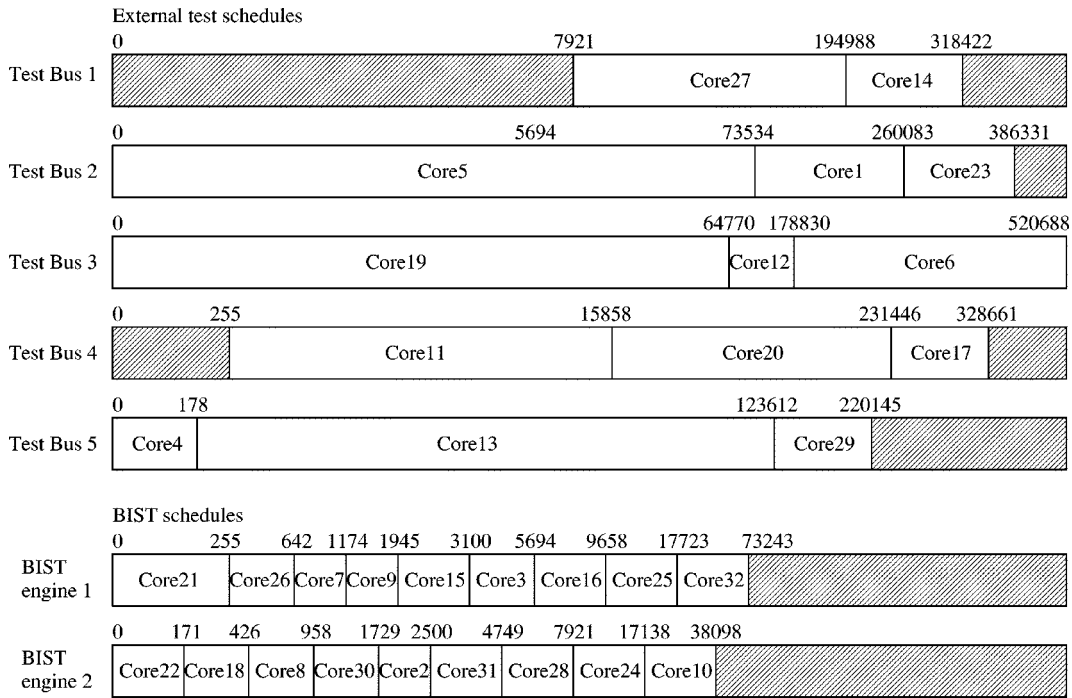 External test schedules
0 7921 194988 318422
Test Bus 1 Core27 Core14
0 5694 73534 260083 386331
Test Bus 2 Core5 Core1 Core23
0 64770 178830 520688
Test Bus 3 Core19 Core12 Core6
0 255 15858 231446 328661
Test Bus 4 Core11 Core20 Core17
0 178 123612 220145
Test Bus 5 Core4 Core13 Core29
BIST schedules
0 255 642 1174 1945 3100 5694 9658 17723 73243
BIST engine 1 Core21 Core26 Core7 Core9 Core15 Core3 Core16 Core25 Core32
0 171 426 958 1729 2500 4749 7921 17138 38098
BIST engine 2 Core22 Core18 Core8 Core30 Core2 Core31 Core28 Core24 Core10